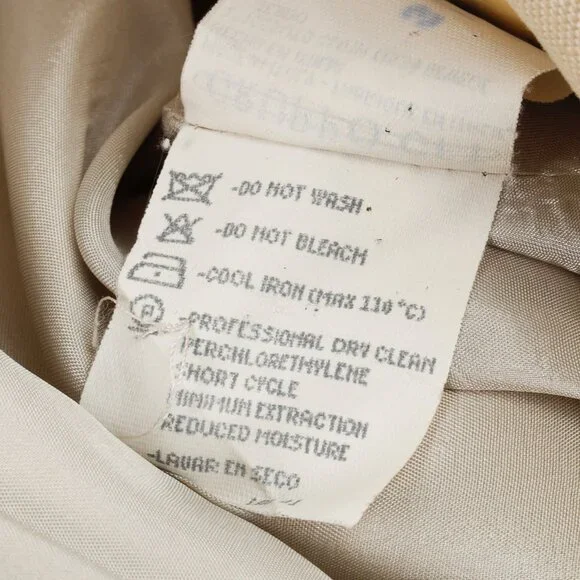 -DO NOT WASH
-DO NOT BLEACH
-COOL IRON (MAX 110 °C)
P
-PROFESSIONAL DRY CLEAN
PERCHLORETHYLENE
SHORT CYCLE
MINIMUM EXTRACTION
REDUCED MOISTURE
-LAVAR EN SECO